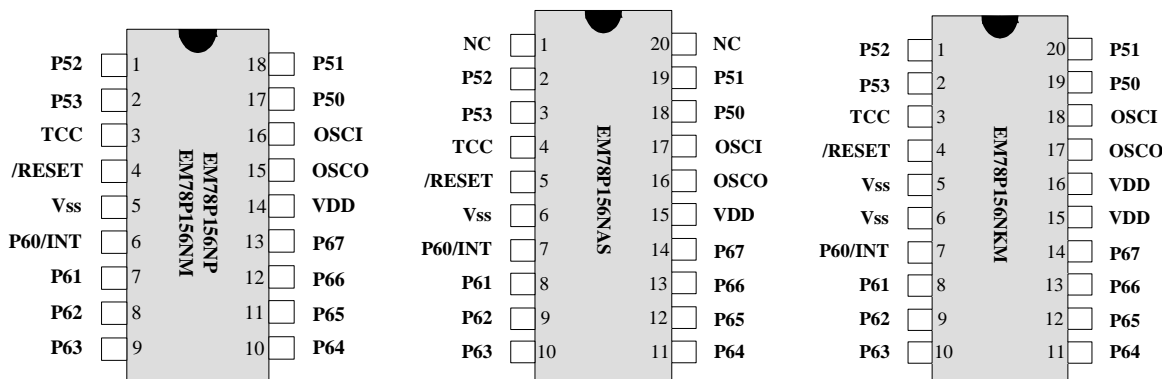 P52 1 18 P51
P53 2 17 P50
TCC 3 16 OSCI
/RESET 4 15 OSCO
Vss 5 14 VDD
P60/INT 6 13 P67
P61 7 12 P66
P62 8 11 P65
P63 9 10 P64
EM78P156NP
EM78P156NM
NC 1 20 NC
P52 2 19 P51
P53 3 18 P50
TCC 4 17 OSCI
/RESET 5 16 OSCO
Vss 6 15 VDD
P60/INT 7 14 P67
P61 8 13 P66
P62 9 12 P65
P63 10 11 P64
EM78P156NAS
P52 1 20 P51
P53 2 19 P50
TCC 3 18 OSCI
/RESET 4 17 OSCO
Vss 5 16 VDD
Vss 6 15 VDD
P60/INT 7 14 P67
P61 8 13 P66
P62 9 12 P65
P63 10 11 P64
EM78P156NKM